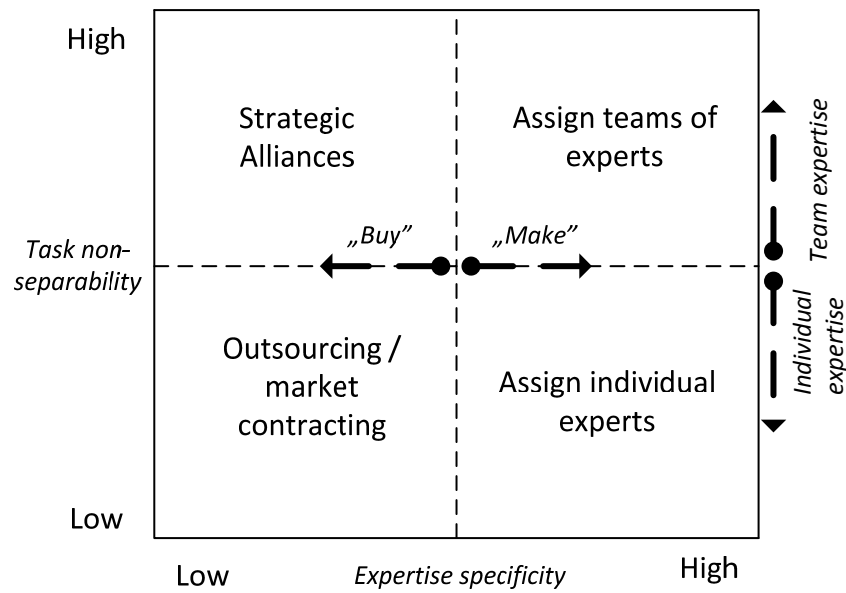 High
Strategic
Alliances
Assign teams of
experts
Team expertise
Task non-
separability
„Buy”
„Make”
Individual
expertise
Outsourcing /
market
contracting
Assign individual
experts
Low
Low
Expertise specificity
High